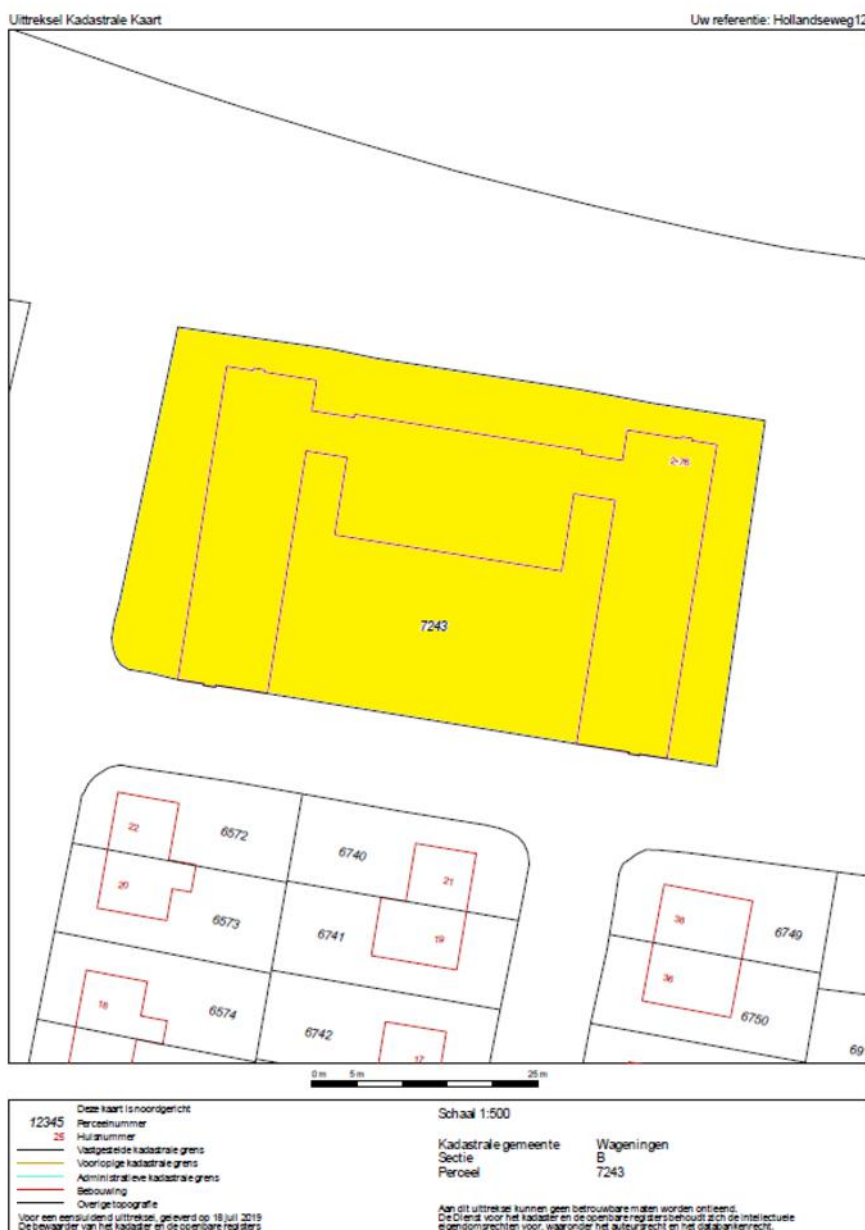 Uittreksel Kadastrale Kaart
Uw referentie: Hollandseweg12
2-76
7243
22
6572
6740
21
20
6573
6741
19
38
6749
36
6750
18
6574
6742
17
691
0 m 5 m 25 m
Deze kaart is noordgericht
12345 Perceelnummer
25 Huisnummer
Vastgestelde kadastrale grens
Voorlopige kadastrale grens
Administratieve kadastrale grens
Bebouwing
Overige topografie
Voor een eensluidend uittreksel, geleverd op 18 juli 2019
De bewaarder van het kadaster en de openbare registers
Schaal 1:500
Kadastrale gemeente Wageningen
Sectie B
Perceel 7243
Aan dit uittreksel kunnen geen betrouwbare maten worden ontleend.
De Dienst voor het kadaster en de openbare registers behoudt zich de intellectuele
eigendomsrechten voor, waaronder het auteursrecht en het databankenrecht.